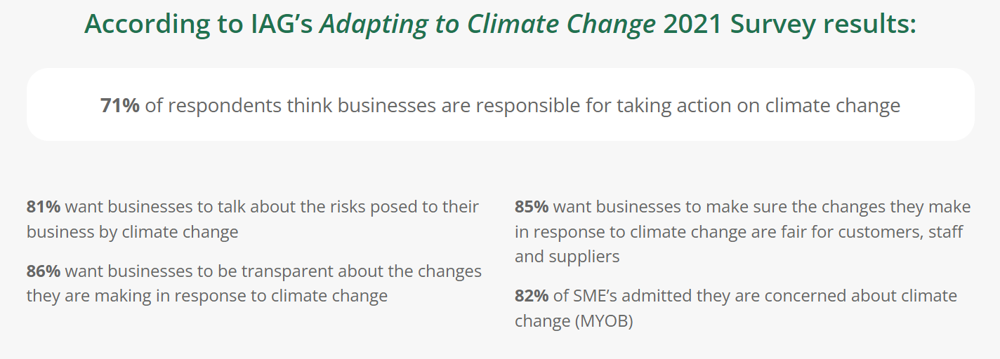 According to IAG’s Adapting to Climate Change 2021 Survey results:
71% of respondents think businesses are responsible for taking action on climate change
81% want businesses to talk about the risks posed to their
business by climate change
86% want businesses to be transparent about the changes
they are making in response to climate change
85% want businesses to make sure the changes they make
in response to climate change are fair for customers, staff
and suppliers
82% of SME’s admitted they are concerned about climate
change (MYOB)